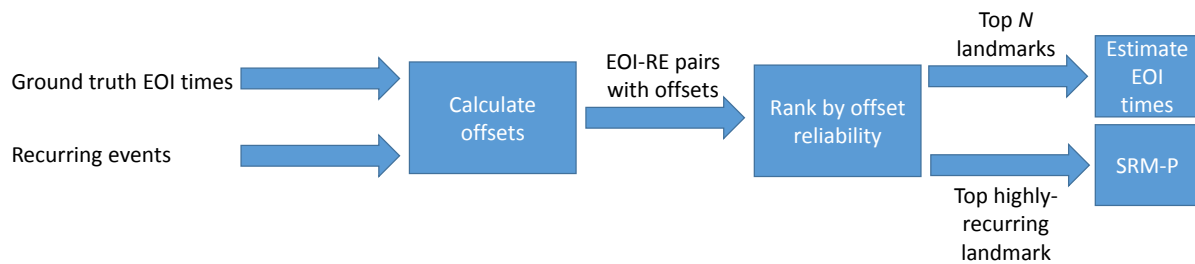 Ground truth EOI times
Recurring events
Calculate
offsets
EOI-RE pairs
with offsets
Rank by offset
reliability
Top N
landmarks
Estimate
EOI
times
Top highly-
recurring
landmark
SRM-P